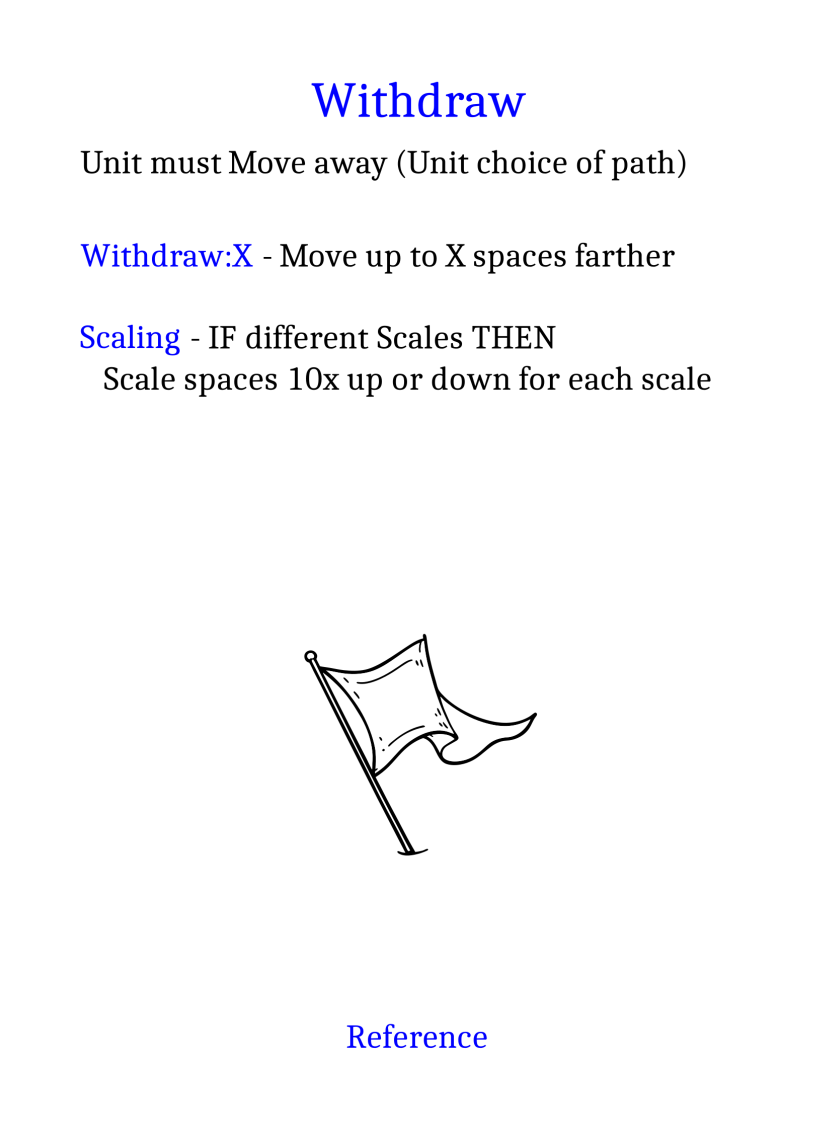 Withdraw
Unit must Move away (Unit choice of path)
Withdraw:X - Move up to X spaces farther
Scaling - IF different Scales THEN
Scale spaces 10x up or down for each scale
Reference